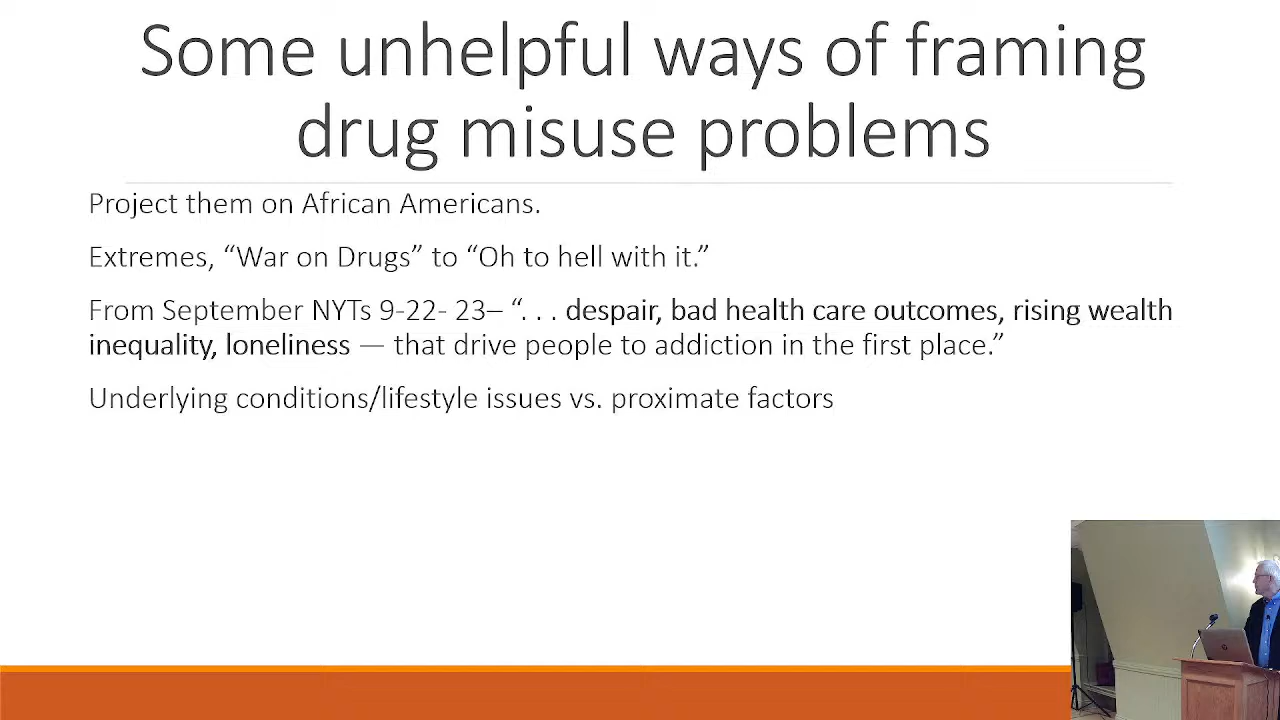 Some unhelpful ways of framing
drug misuse problems
Project them on African Americans.
Extremes, “War on Drugs” to “Oh to hell with it.”
From September NYTs 9-22- 23– “. . . despair, bad health care outcomes, rising wealth
inequality, loneliness — that drive people to addiction in the first place.”
Underlying conditions/lifestyle issues vs. proximate factors